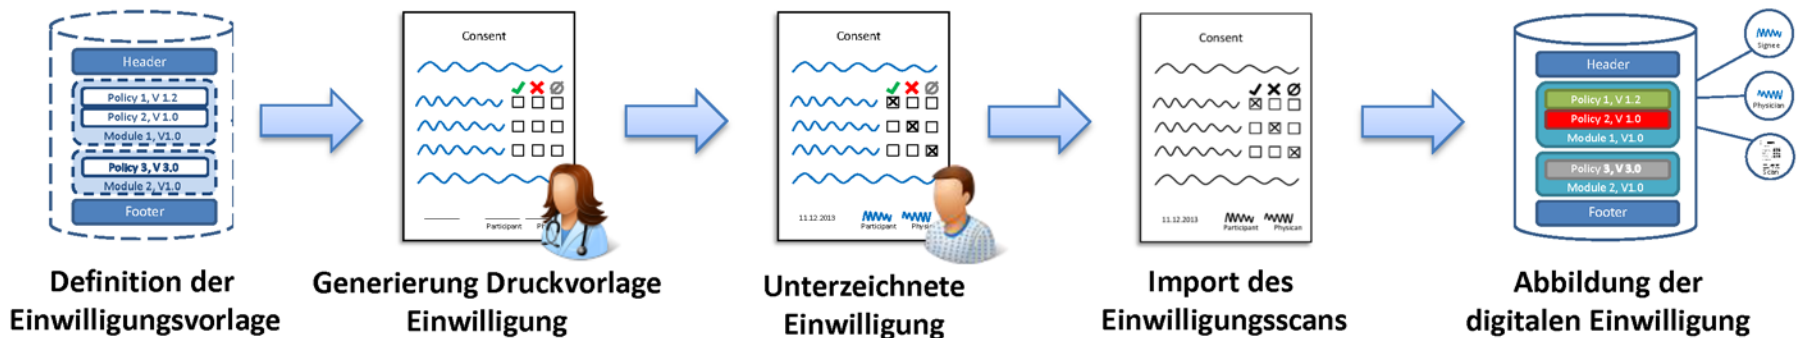 Header
Policy 1, V 1.2
Policy 2, V 1.0
Module 1, V1.0
Policy 3, V 3.0
Module 2, V1.0
Footer
Definition der
Einwilligungsvorlage
Consent
Participant
Generierung Druckvorlage
Einwilligung
Consent
11.12.2013
Participant
Unterzeichnete
Einwilligung
Consent
11.12.2013
Participant Physican
Import des
Einwilligungsscans
Header
Policy 1, V 1.2
Policy 2, V 1.0
Module 1, V1.0
Policy 3, V 3.0
Module 2, V1.0
Footer
Signee
Physician
Scan
Abbildung der
digitalen Einwilligung